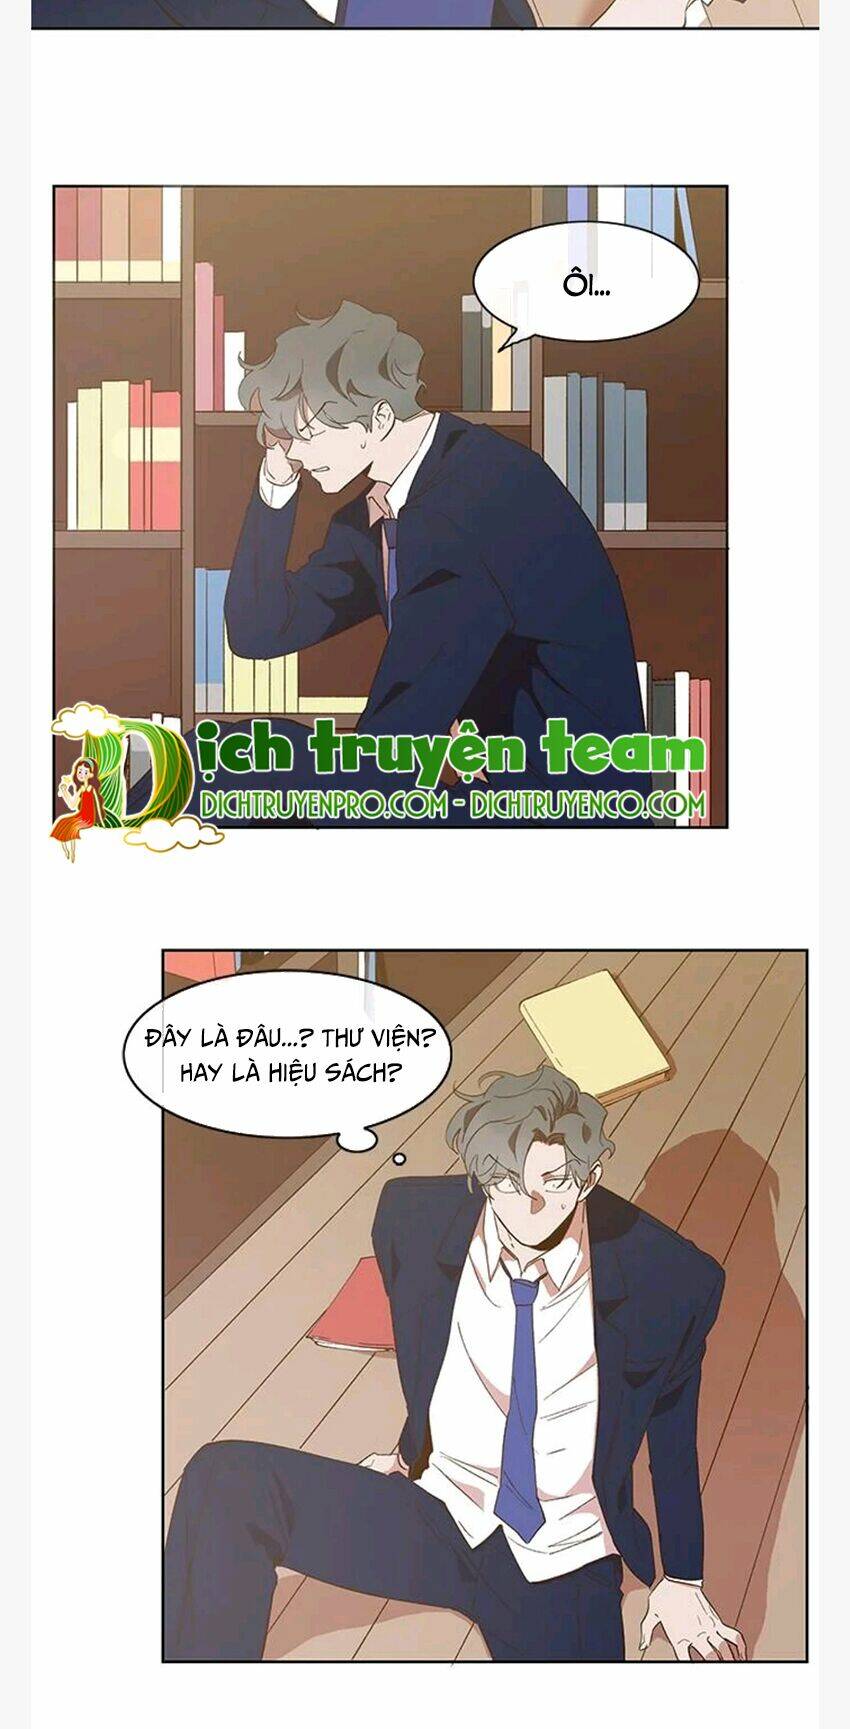 Ôi...
Dịch truyện team
DICHTRUYENPRO.COM - DICHTRUYENCO.COM
ĐÂY LÀ ĐÂU...? THƯ VIỆN?
HAY LÀ HIỆU SÁCH?